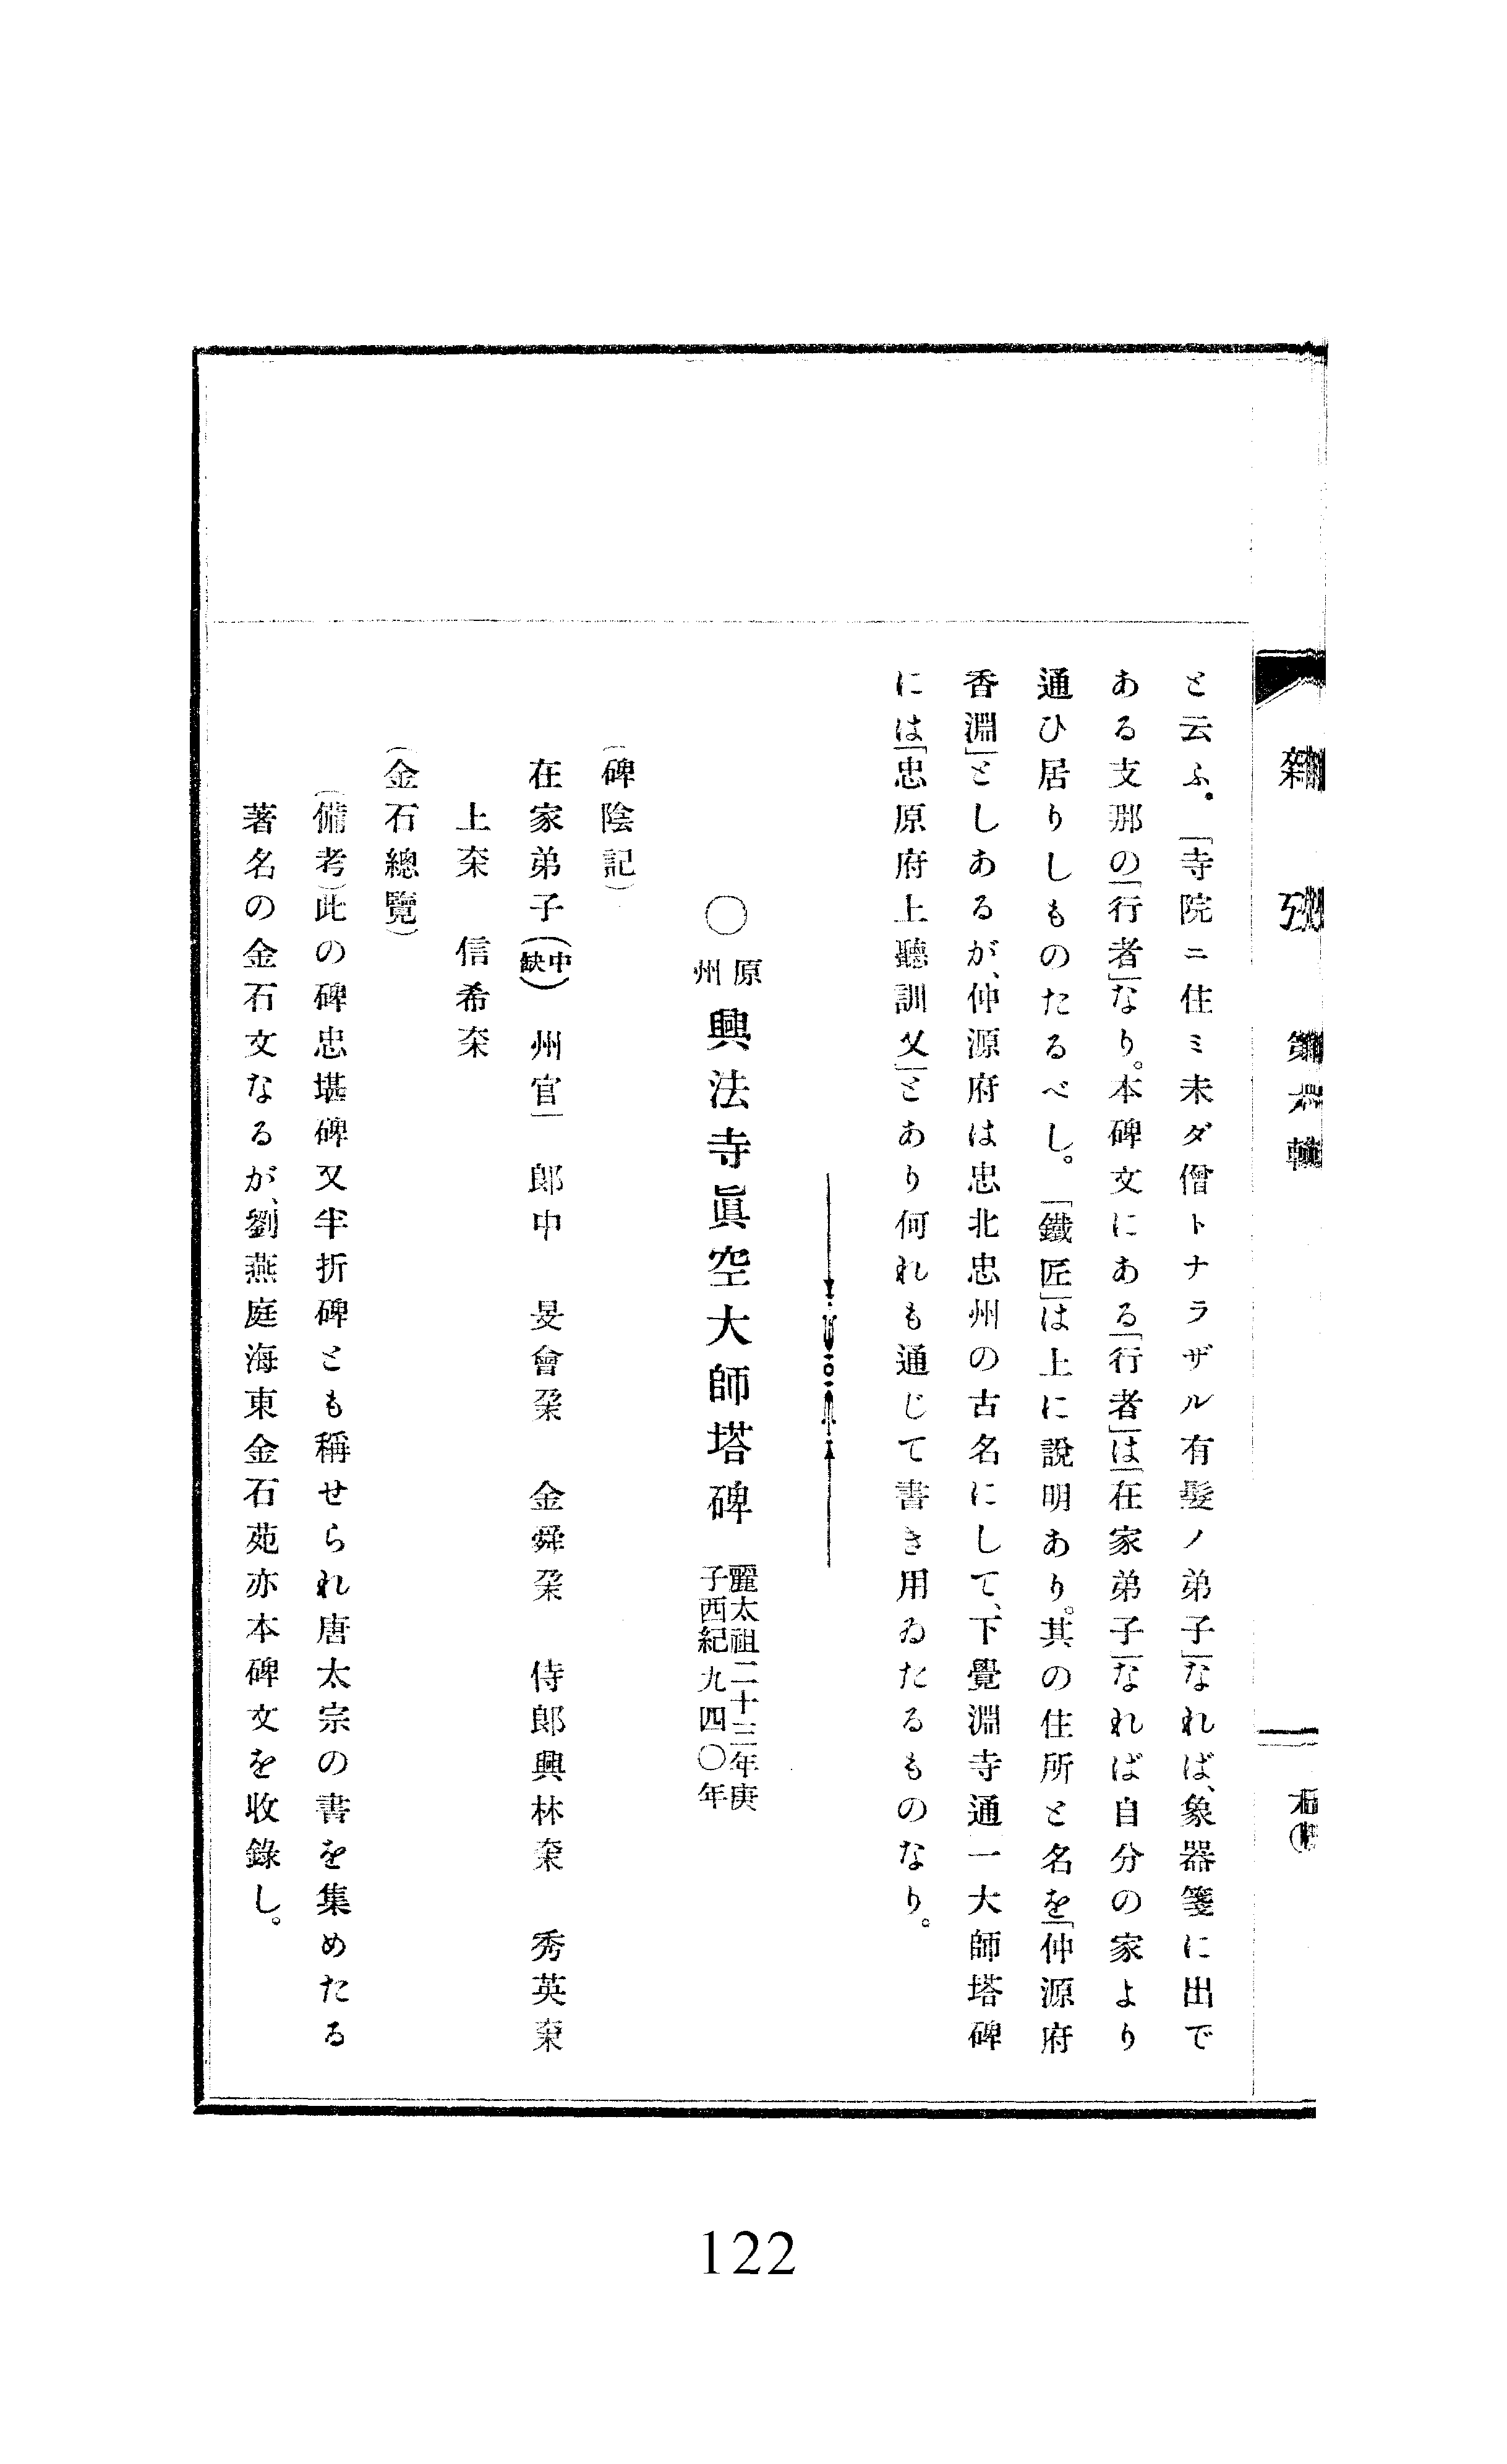 と云ふ。「寺院ニ住ミ未ダ僧トナラザル有髮ノ弟子」なれば、象器箋に出で
ある支那の「行者」なり。本碑文にある「行者」は「在家弟子」なれば自分の家より
通ひ居りしものたるべし。「鐵匠」は上に說明あり。其の住所と名を「仲源府
香淵」としあるが、仲源府は忠北忠州の古名にして、下覺淵寺通一大師塔碑
には「忠原府上聽訓父」とあり何れも通じて書き用ゐたるものなり。
○原州興法寺眞空大師塔碑 麗太祖二十三年庚子西紀九四〇年
(碑陰記)
在家弟子(中缺) 州官」 郞中 旻會 金舜 侍郞興林 秀英
上 信希
(金石總覽)
(備考)此の碑忠堪碑又半折碑とも稱せられ唐太宗の書を集めたる
著名の金石文なるが、劉燕庭海東金石苑亦本碑文を收錄し。
122